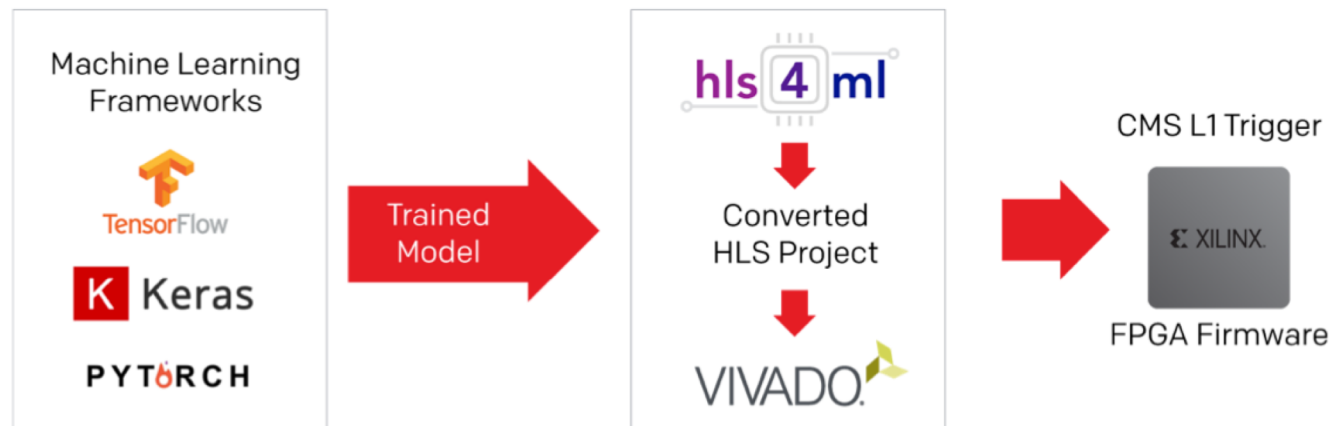 Machine Learning
Frameworks
TensorFlow
K Keras
PYTORCH
Trained
Model
hls 4 ml
Converted
HLS Project
VIVADO.
CMS L1 Trigger
XILINX.
FPGA Firmware